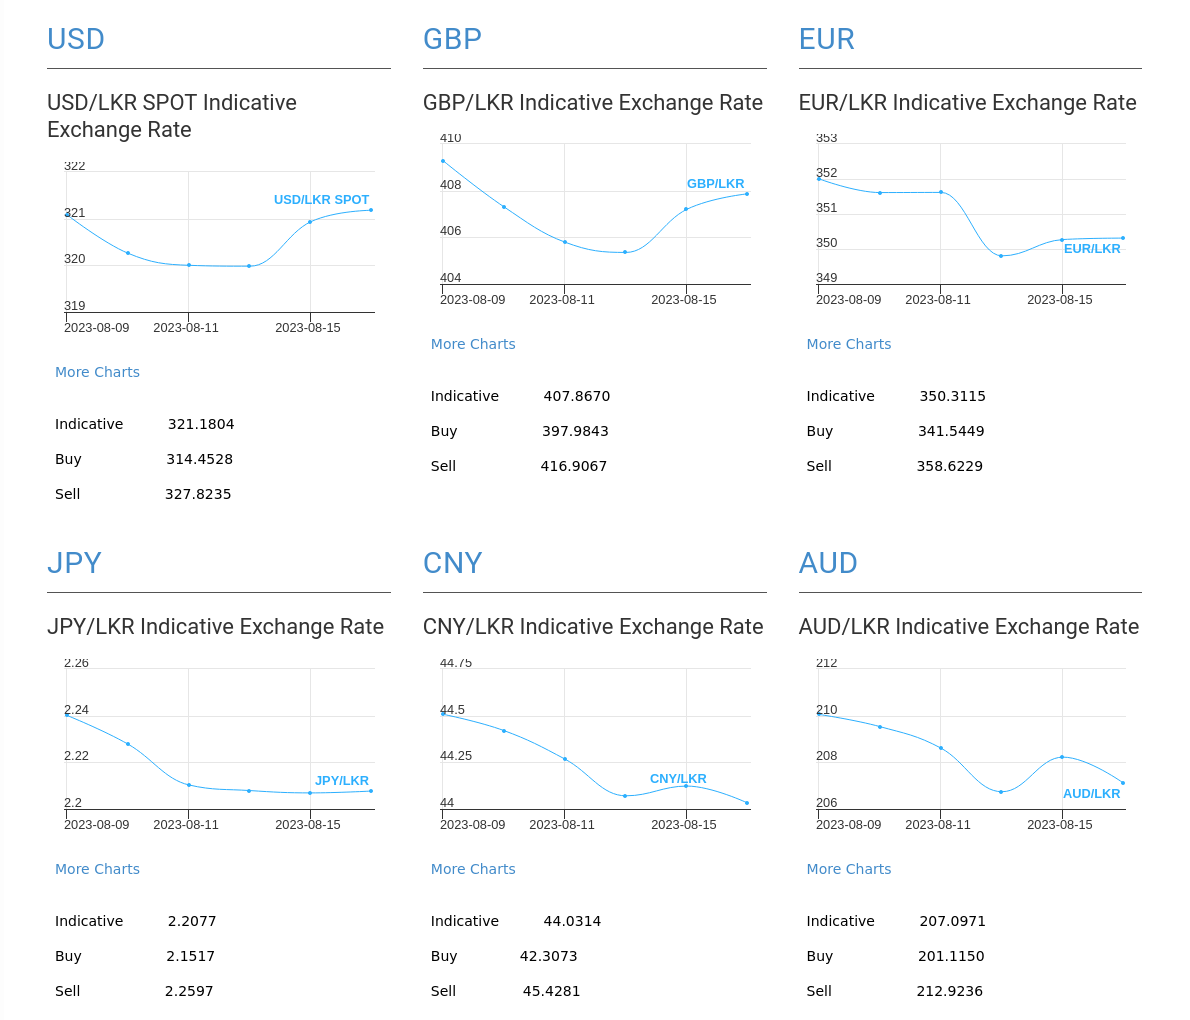 USD
USD/LKR SPOT Indicative
Exchange Rate
322
321
320
319
USD/LKR SPOT
2023-08-09 2023-08-11 2023-08-15
More Charts
Indicative 321.1804
Buy 314.4528
Sell 327.8235
GBP
GBP/LKR Indicative Exchange Rate
410
408
406
404
GBP/LKR
2023-08-09 2023-08-11 2023-08-15
More Charts
Indicative 407.8670
Buy 397.9843
Sell 416.9067
EUR
EUR/LKR Indicative Exchange Rate
353
352
351
350
349
EUR/LKR
2023-08-09 2023-08-11 2023-08-15
More Charts
Indicative 350.3115
Buy 341.5449
Sell 358.6229
JPY
JPY/LKR Indicative Exchange Rate
2.26
2.24
2.22
2.2
JPY/LKR
2023-08-09 2023-08-11 2023-08-15
More Charts
Indicative 2.2077
Buy 2.1517
Sell 2.2597
CNY
CNY/LKR Indicative Exchange Rate
44.75
44.5
44.25
44
CNY/LKR
2023-08-09 2023-08-11 2023-08-15
More Charts
Indicative 44.0314
Buy 42.3073
Sell 45.4281
AUD
AUD/LKR Indicative Exchange Rate
212
210
208
206
AUD/LKR
2023-08-09 2023-08-11 2023-08-15
More Charts
Indicative 207.0971
Buy 201.1150
Sell 212.9236